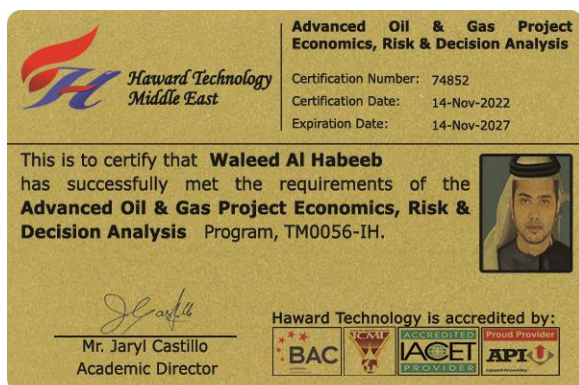 Haward Technology
Middle East
Advanced Oil & Gas Project
Economics, Risk & Decision Analysis
Certification Number: 74852
Certification Date: 14-Nov-2022
Expiration Date: 14-Nov-2027
This is to certify that Waleed Al Habeeb
has successfully met the requirements of the
Advanced Oil & Gas Project Economics, Risk &
Decision Analysis Program, TM0056-IH.
Mr. Jaryl Castillo
Academic Director
Haward Technology is accredited by:
BAC
TCMI
ACCREDITED
IACET
PROVIDER
Proud Provider
API